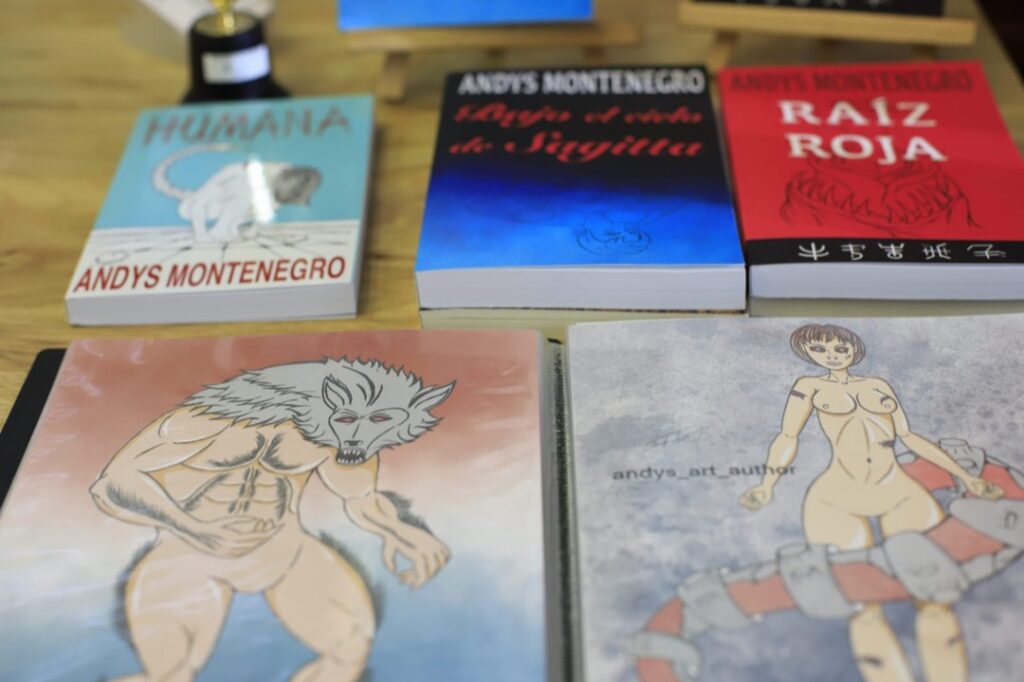 HUMANA
ANDYS MONTENEGRO
ANDYS MONTENEGRO
Bajo el cielo
de Sagitta
ANDYS MONTENEGRO
RAÍZ
ROJA
andys_art_author